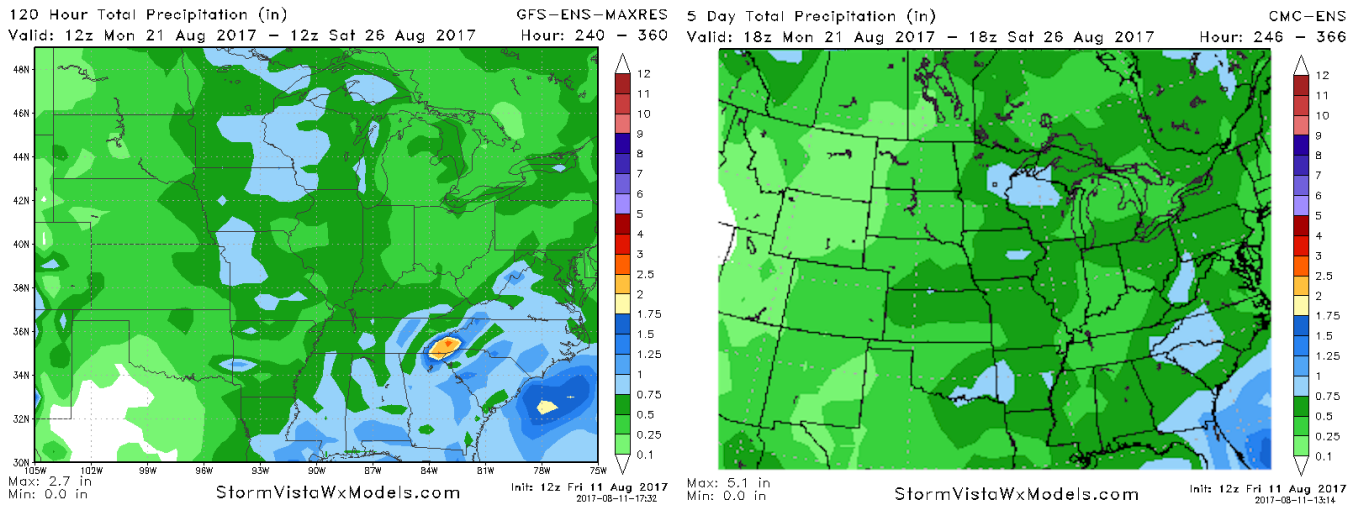 120 Hour Total Precipitation (in)
GFS-ENS-MAXRES
Valid: 12z Mon 21 Aug 2017 - 12z Sat 26 Aug 2017
Hour: 240 - 360
48N
46N
44N
42N
40N
38N
36N
34N
32N
30N
105W
102W
99W
96W
93W
90W
87W
84W
81W
78W
75W
12
11
10
9
8
7
6
5
4
3
2.5
2
1.75
1.5
1.25
1
0.75
0.5
0.25
0.1
Max: 2.7 in
Min: 0.0 in
StormVistaWxModels.com
Init: 12z Fri 11 Aug 2017
2017-08-11-17:32
5 Day Total Precipitation (in)
CMC-ENS
Valid: 18z Mon 21 Aug 2017 - 18z Sat 26 Aug 2017
Hour: 246 - 366
12
11
10
9
8
7
6
5
4
3
2.5
2
1.75
1.5
1.25
1
0.75
0.5
0.25
0.1
Max: 5.1 in
Min: 0.0 in
StormVistaWxModels.com
Init: 12z Fri 11 Aug 2017
2017-08-11-13:14